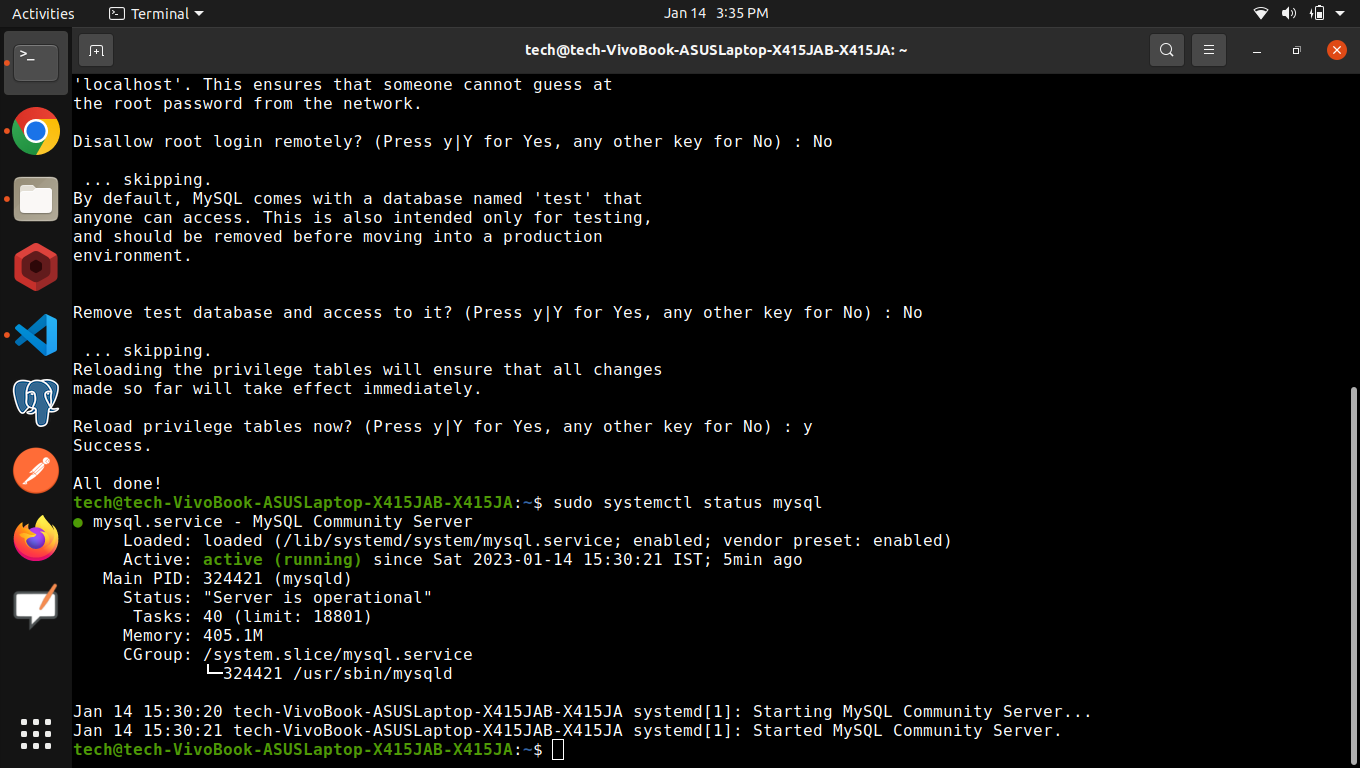 Activities
Terminal
Jan 14 3:35 PM
tech@tech-VivoBook-ASUSLaptop-X415JAB-X415JA: ~
'localhost'. This ensures that someone cannot guess at
the root password from the network.
Disallow root login remotely? (Press y|Y for Yes, any other key for No) : No
... skipping.
By default, MySQL comes with a database named 'test' that
anyone can access. This is also intended only for testing,
and should be removed before moving into a production
environment.
Remove test database and access to it? (Press y|Y for Yes, any other key for No) : No
... skipping.
Reloading the privilege tables will ensure that all changes
made so far will take effect immediately.
Reload privilege tables now? (Press y|Y for Yes, any other key for No) : y
Success.
All done!
tech@tech-VivoBook-ASUSLaptop-X415JAB-X415JA:~$ sudo systemctl status mysql
● mysql.service - MySQL Community Server
Loaded: loaded (/lib/systemd/system/mysql.service; enabled; vendor preset: enabled)
Active: active (running) since Sat 2023-01-14 15:30:21 IST; 5min ago
Main PID: 324421 (mysqld)
Status: "Server is operational"
Tasks: 40 (limit: 18801)
Memory: 405.1M
CGroup: /system.slice/mysql.service
└─324421 /usr/sbin/mysqld
Jan 14 15:30:20 tech-VivoBook-ASUSLaptop-X415JAB-X415JA systemd[1]: Starting MySQL Community Server...
Jan 14 15:30:21 tech-VivoBook-ASUSLaptop-X415JAB-X415JA systemd[1]: Started MySQL Community Server.
tech@tech-VivoBook-ASUSLaptop-X415JAB-X415JA:~$